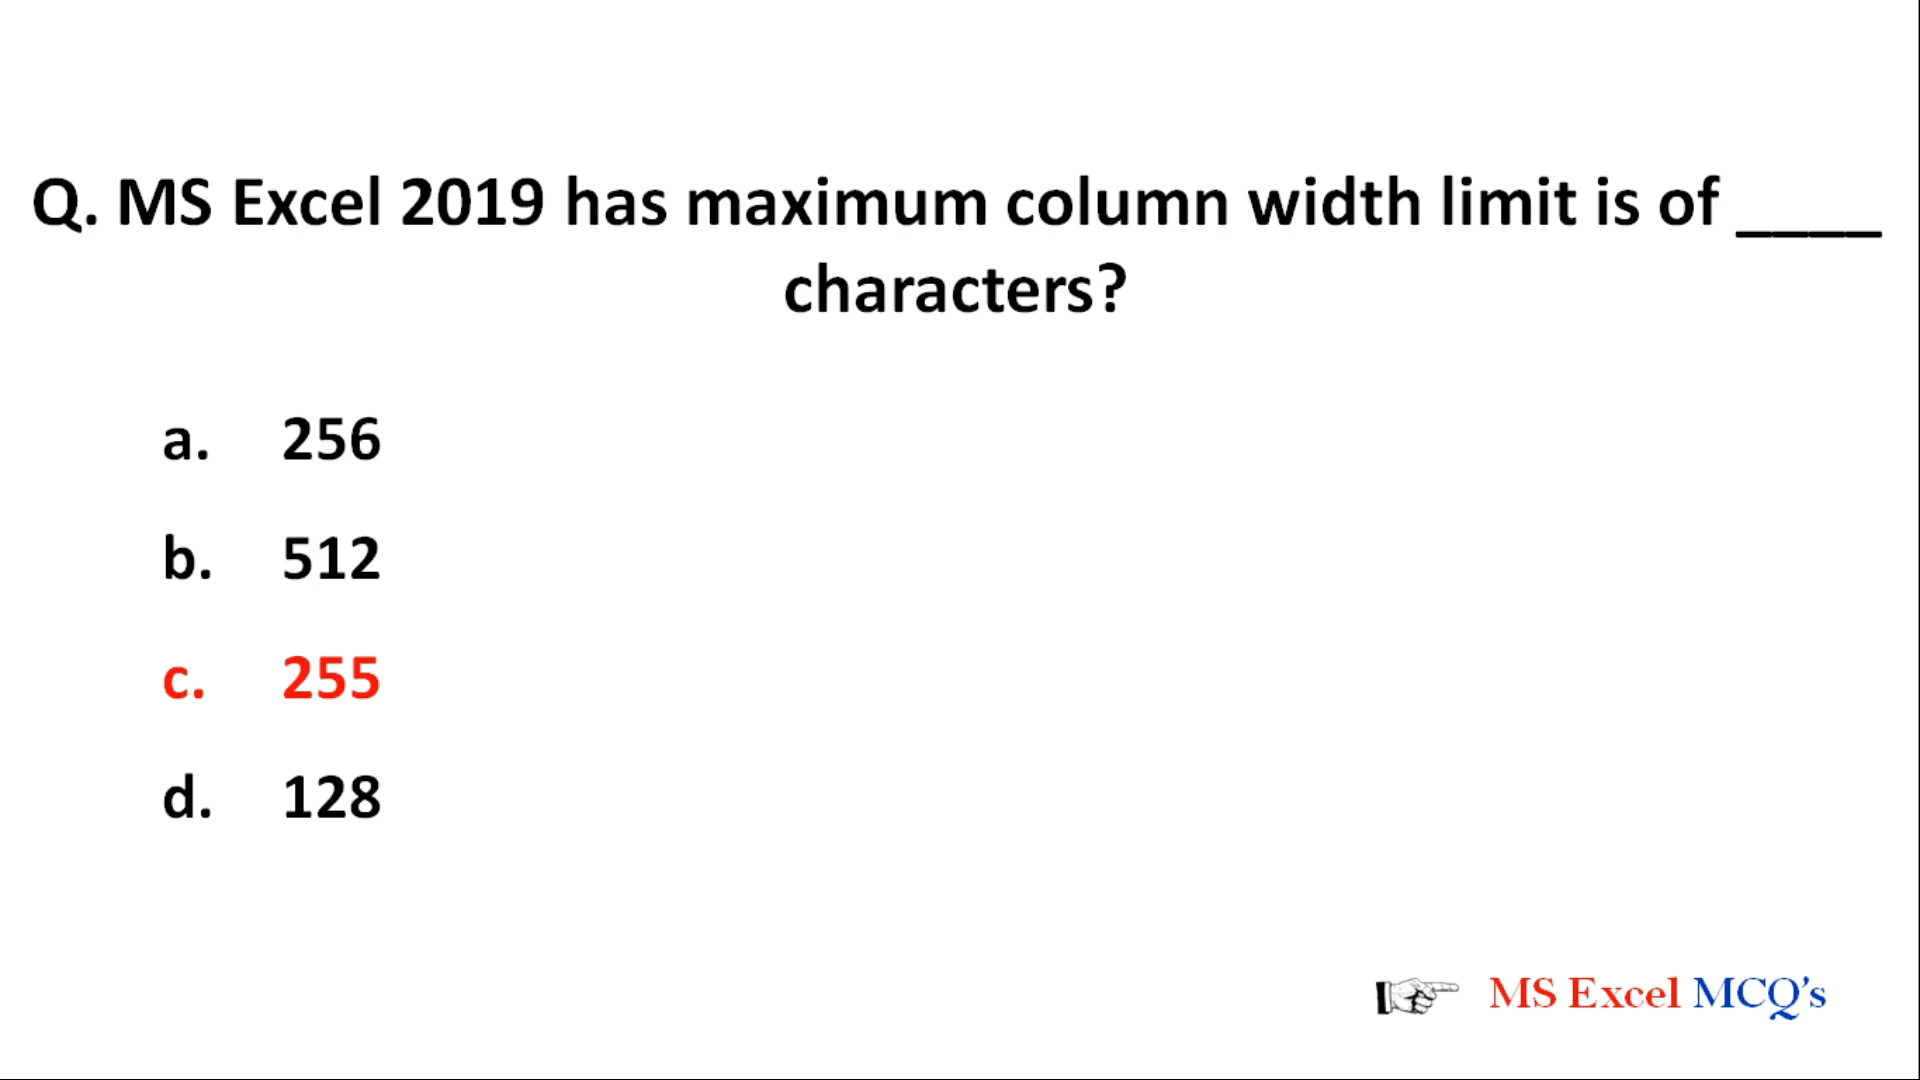 Q. MS Excel 2019 has maximum column width limit is of ____
characters?
a. 256
b. 512
c. 255
d. 128
MS Excel MCQ's